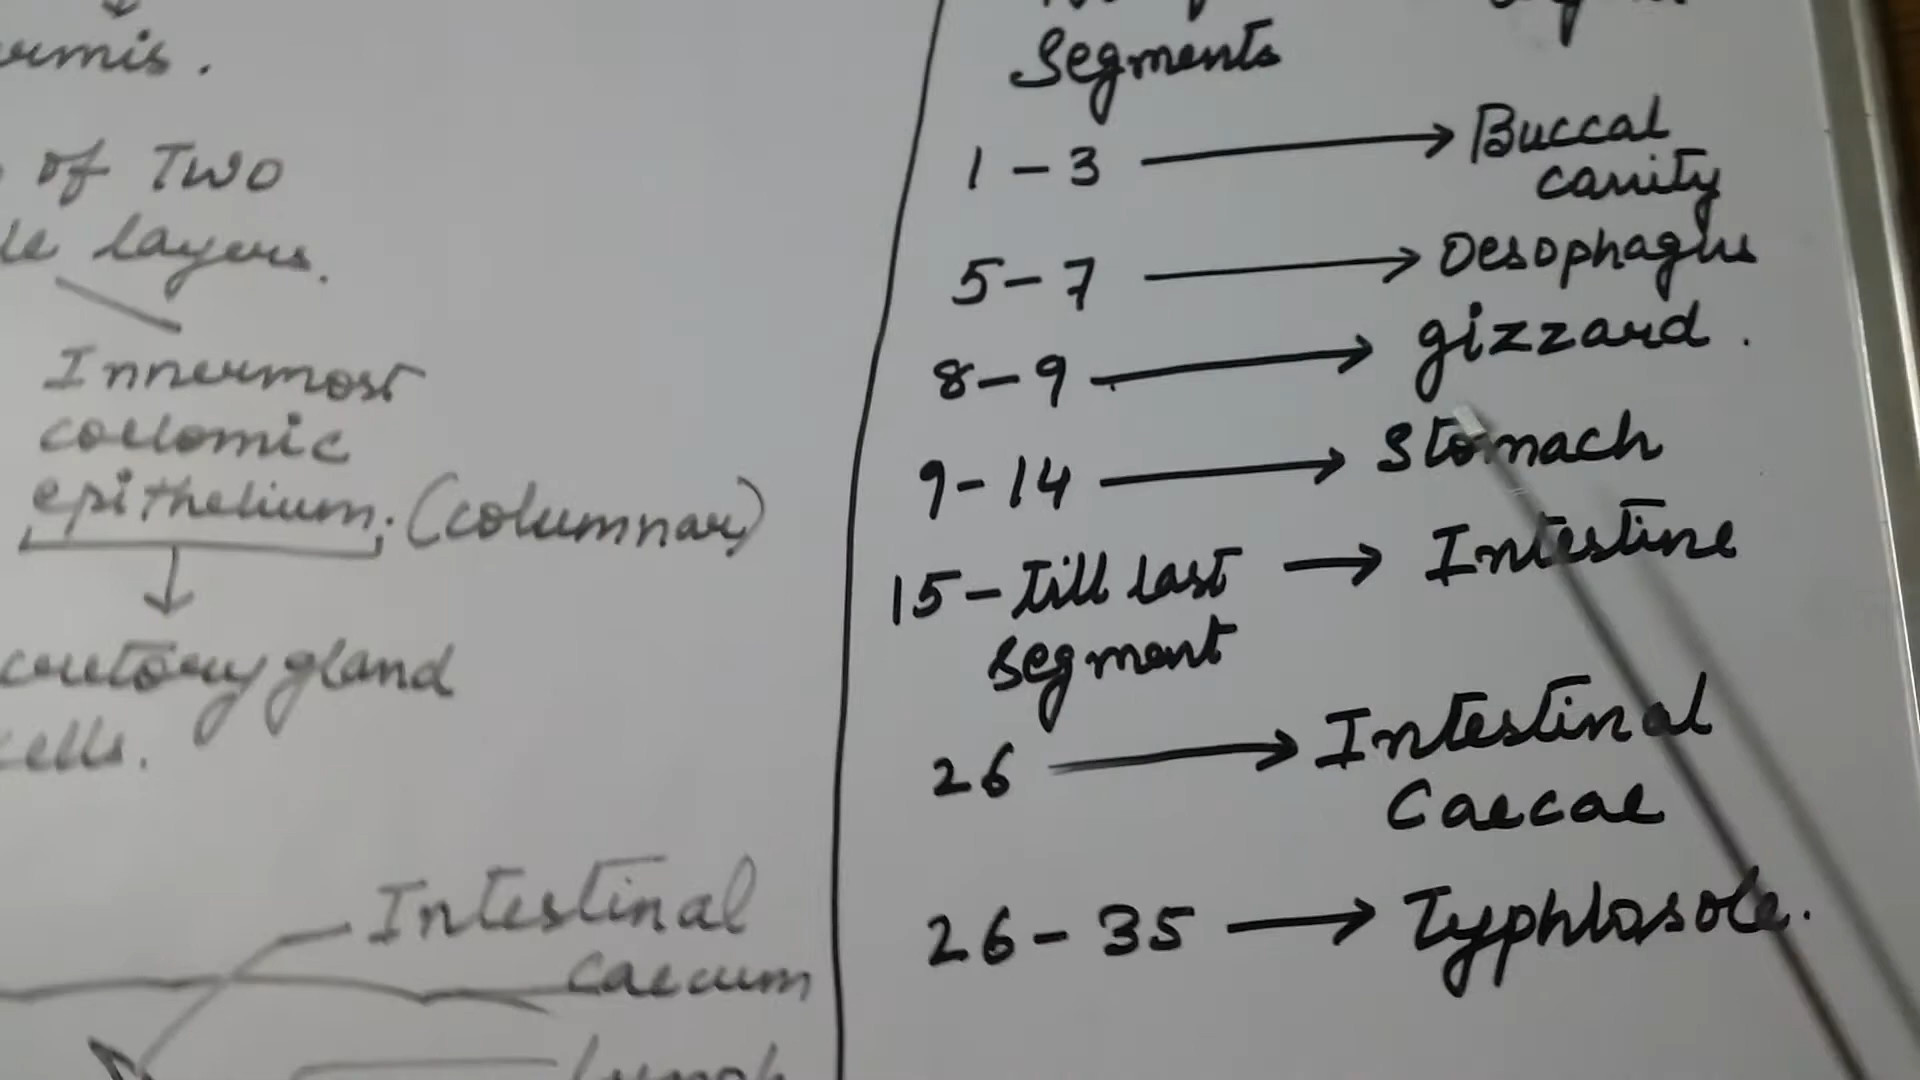 of Two
layers.
Innermost
coelomic
epithelium. (columnar)
gland
cells.
Intestinal
caecum
Segments
1 - 3 → Buccal
cavity
5 - 7 → Oesophagus
8 - 9 → gizzard.
9 - 14 → Stomach
15 - till last → Intestine
segment
26 → Intestinal
Caecae
26 - 35 → Typhlosole.